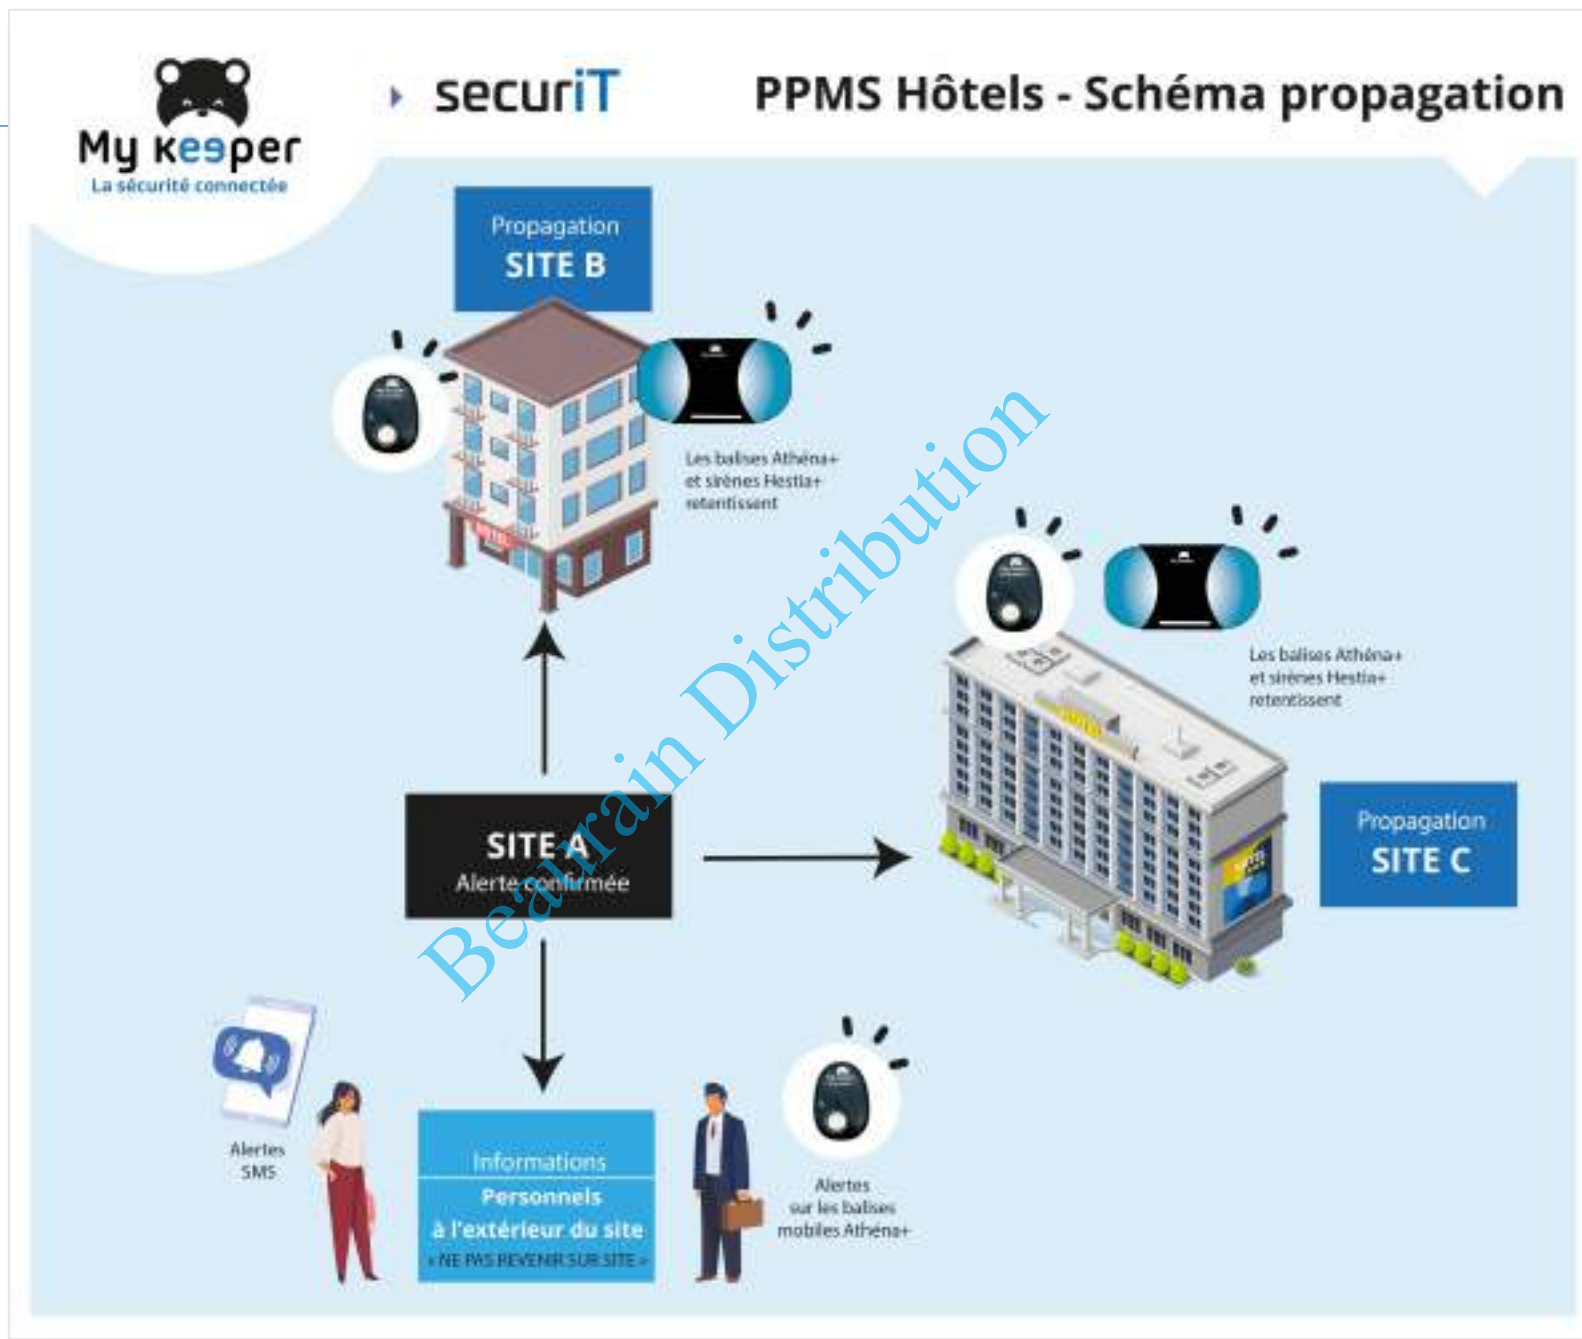 My keeper
La sécurité connectée
securiT
PPMS Hôtels - Schéma propagation
Propagation
SITE B
Les balises Athéna+
et sirènes Hestia+
retentissent
HOTEL
Les balises Athéna+
et sirènes Hestia+
retentissent
Propagation
SITE C
SITE A
Alerte confirmée
Beaurain Distribution
Alertes
SMS
Informations
Personnels
à l'extérieur du site
« NE PAS REVENIR SUR SITE »
Alertes
sur les balises
mobiles Athéna+